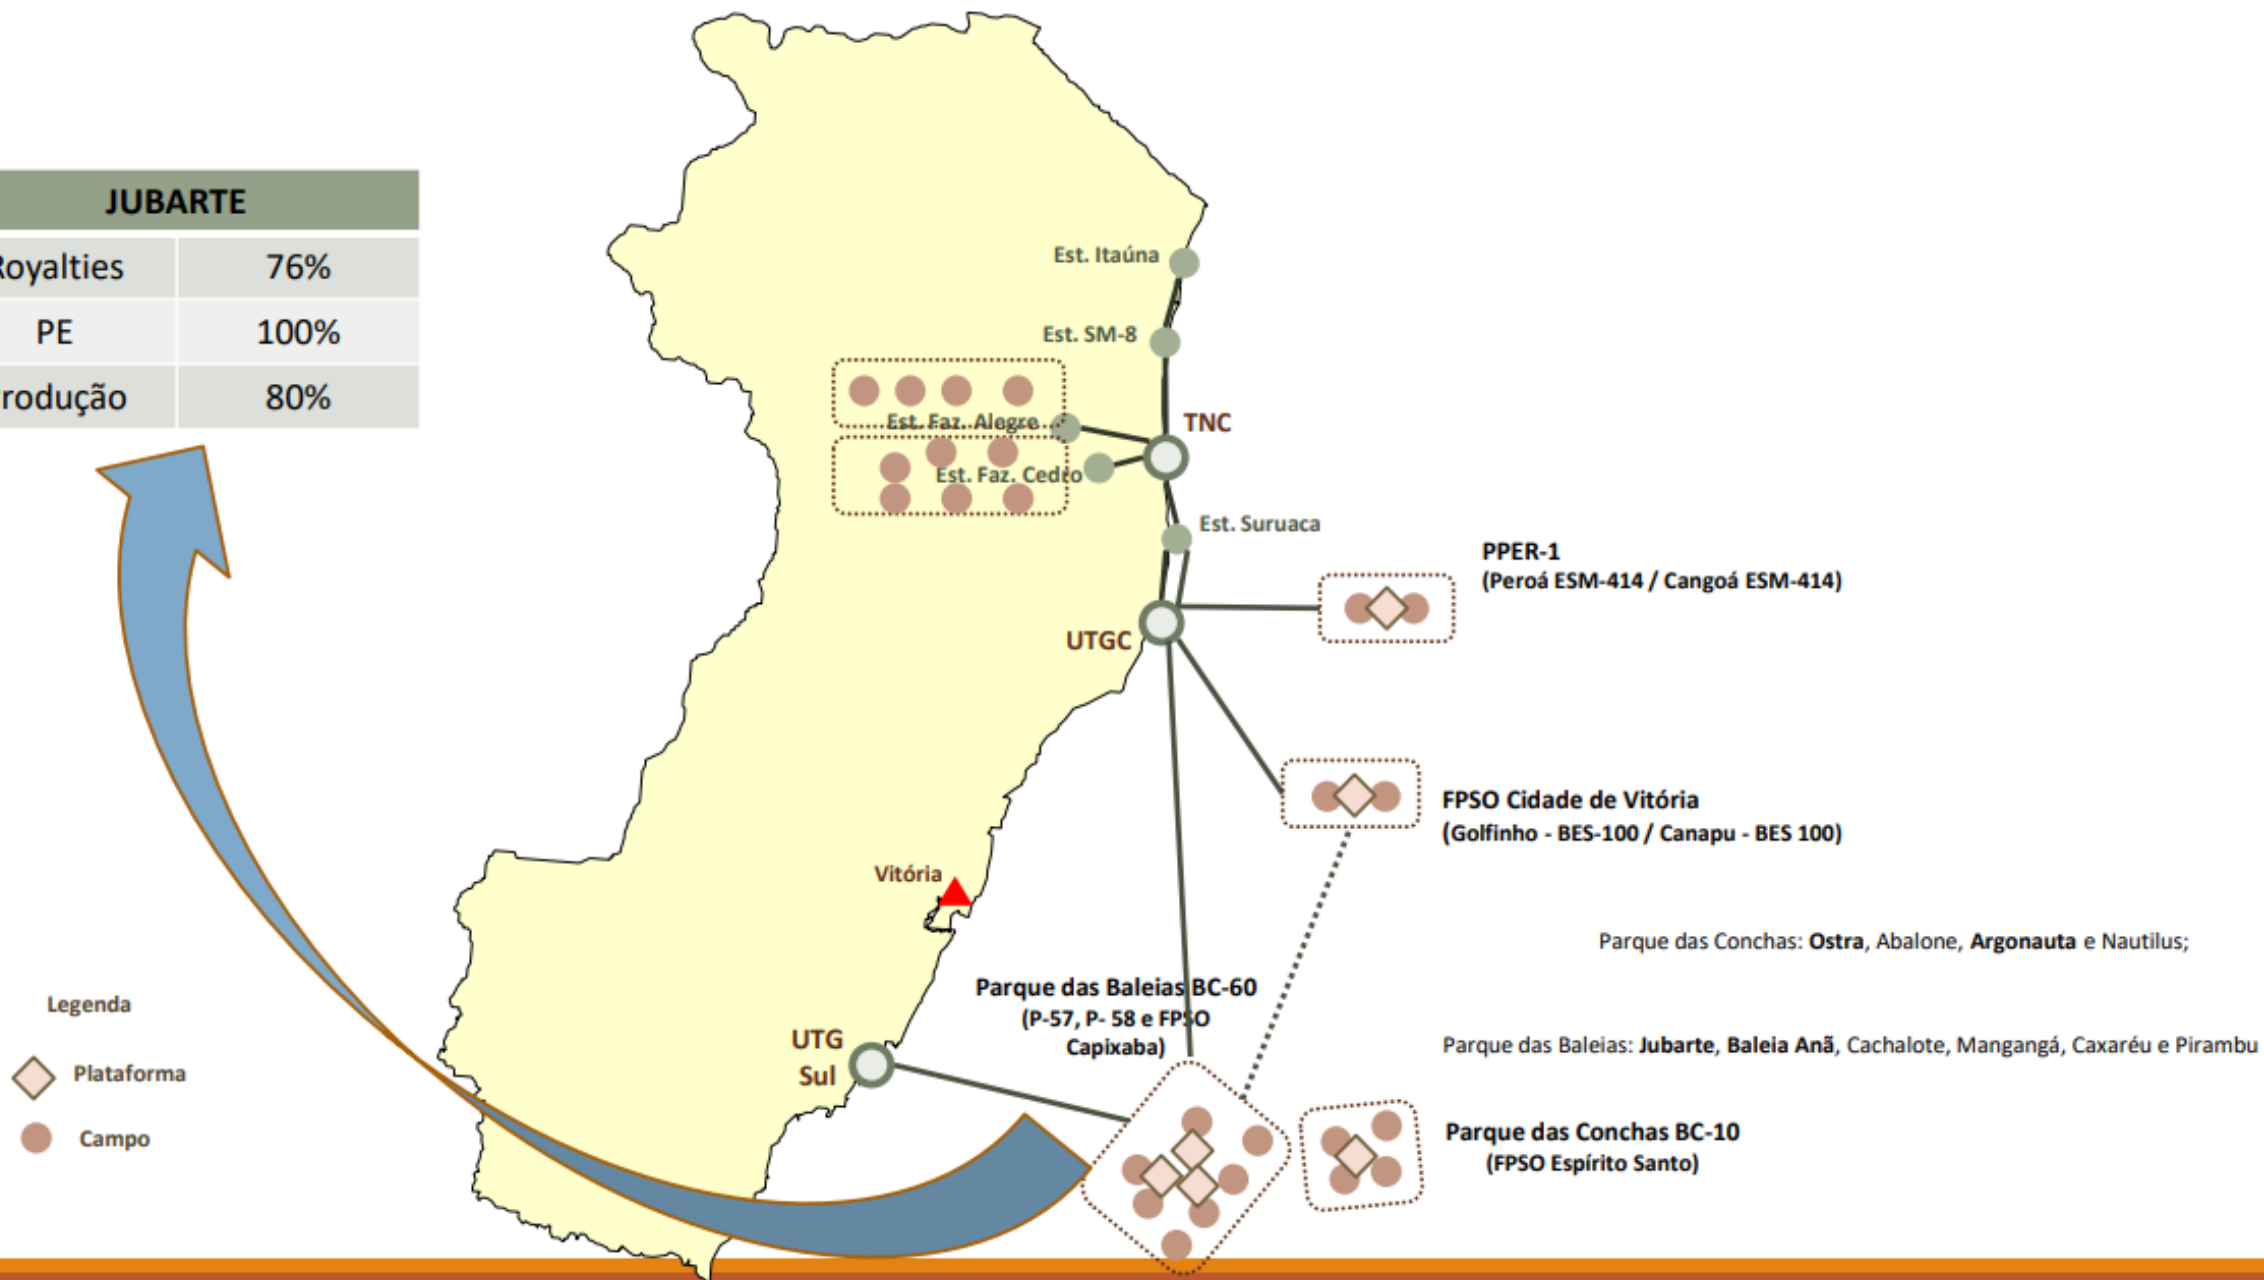 JUBARTE
Royalties 76%
PE 100%
rodução 80%
Est. Itaúna
Est. SM-8
Est. Faz. Alegre
TNC
Est. Faz. Cedro
Est. Suruaca
PPER-1
(Peroá ESM-414 / Cangoá ESM-414)
UTGC
FPSO Cidade de Vitória
(Golfinho - BES-100 / Canapu - BES 100)
Vitória
Parque das Conchas: Ostra, Abalone, Argonauta e Nautilus;
Parque das Baleias BC-60
(P-57, P- 58 e FPSO
Capixaba)
Parque das Baleias: Jubarte, Baleia Anã, Cachalote, Mangangá, Caxaréu e Pirambu
UTG
Sul
Parque das Conchas BC-10
(FPSO Espírito Santo)
Legenda
Plataforma
Campo